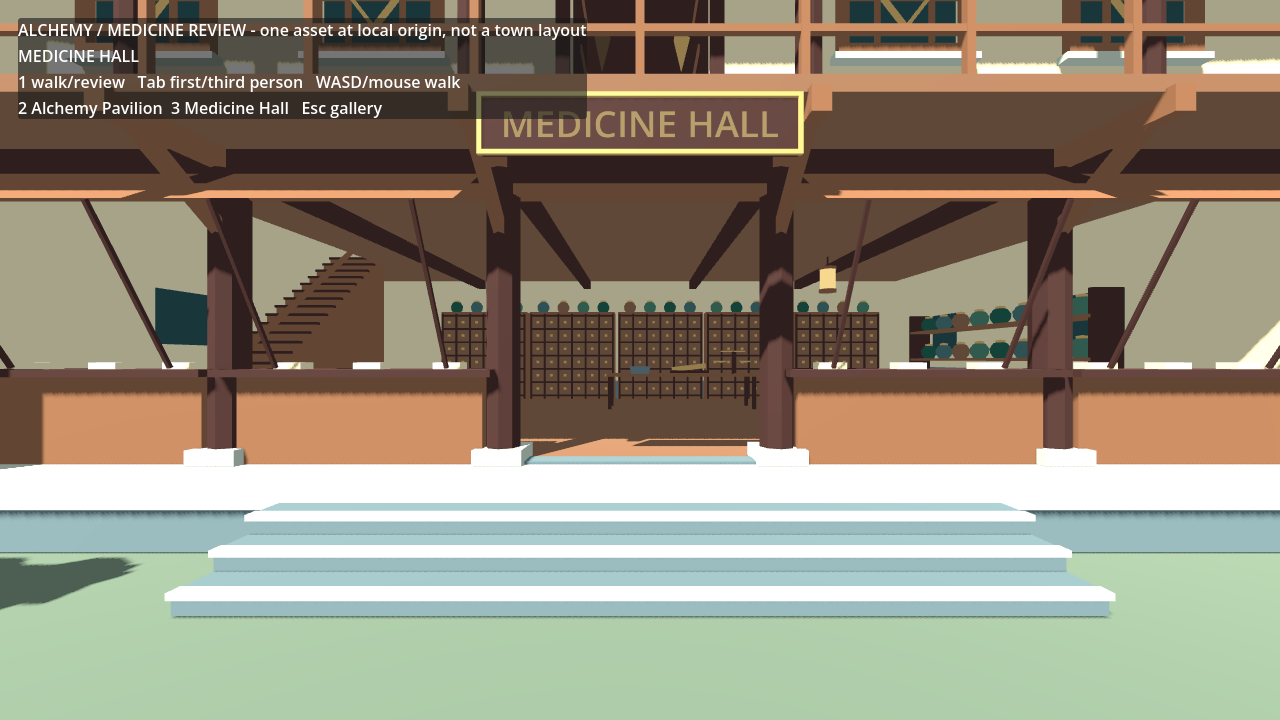 ALCHEMY / MEDICINE REVIEW - one asset at local origin, not a town layout
MEDICINE HALL
1 walk/review   Tab first/third person   WASD/mouse walk
2 Alchemy Pavilion  3 Medicine Hall   Esc gallery
MEDICINE HALL